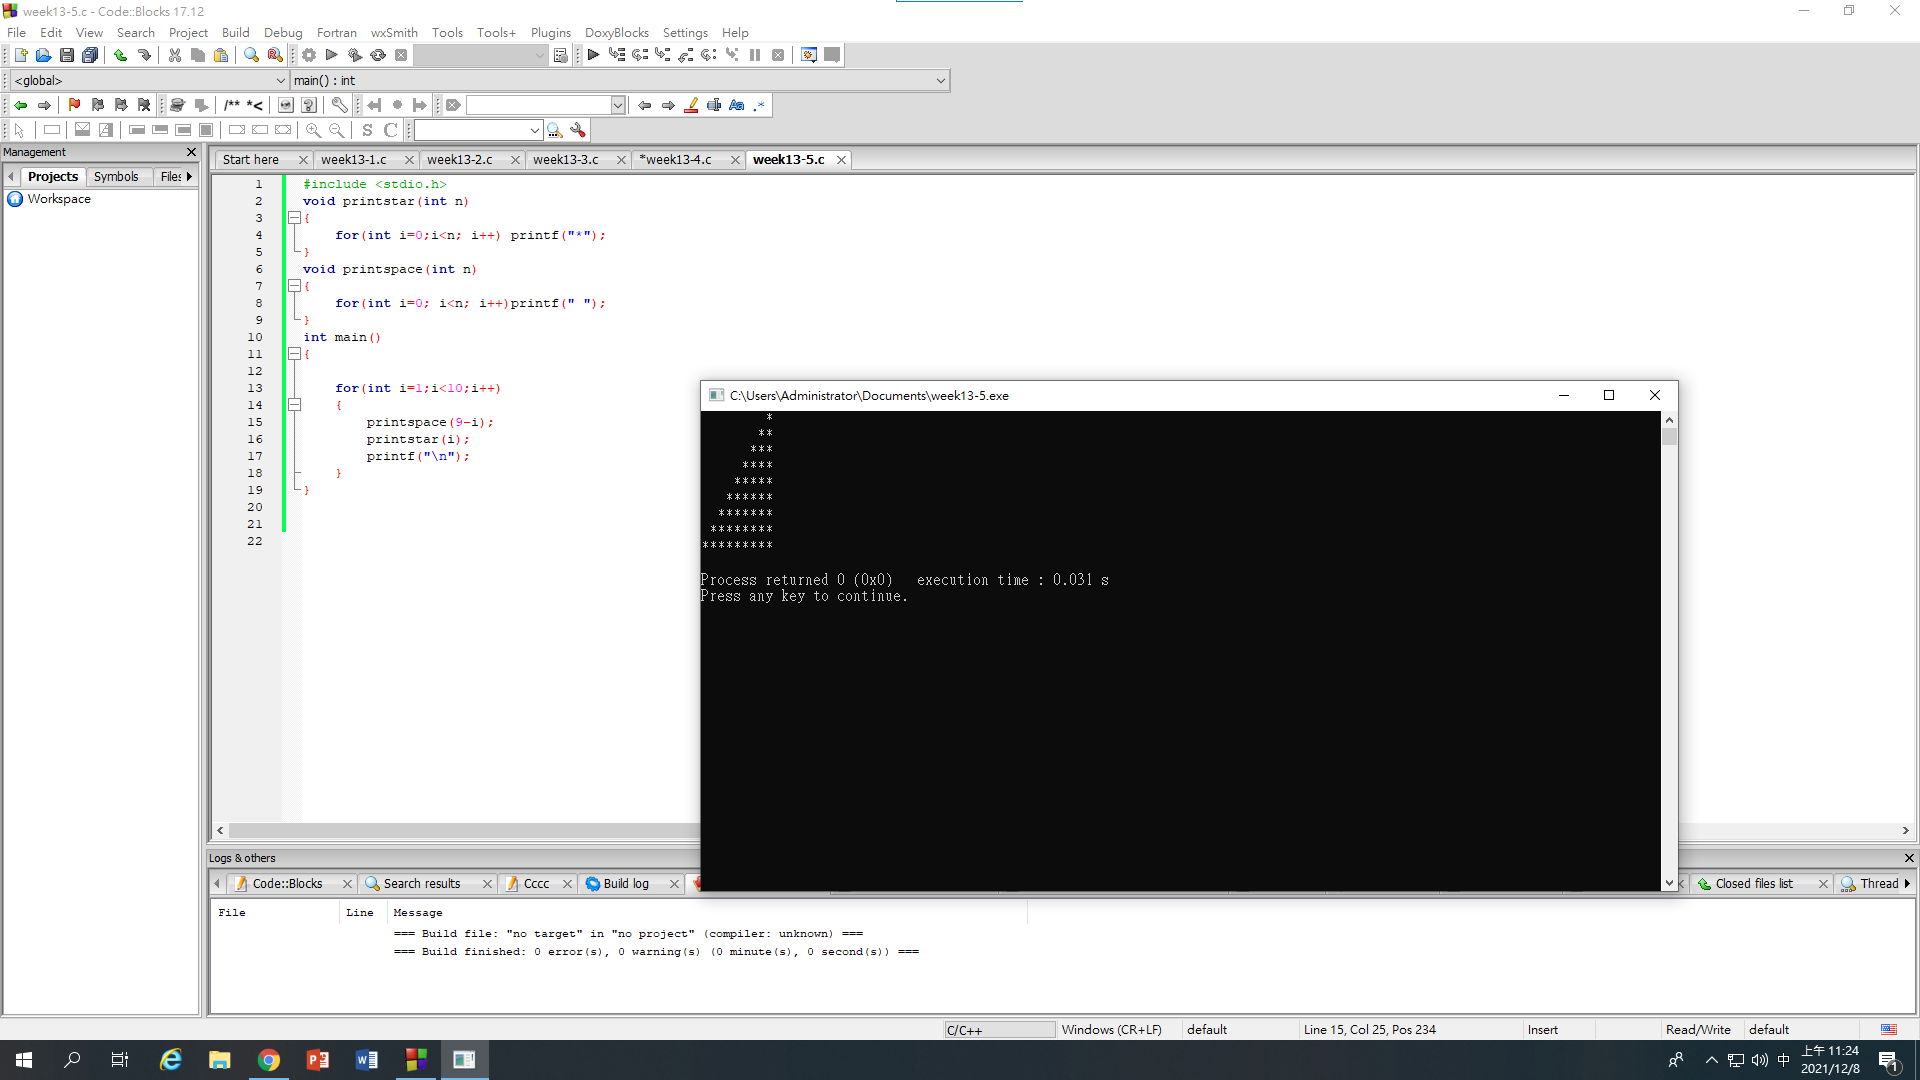 week13-5.c - Code::Blocks 17.12
File Edit View Search Project Build Debug Fortran wxSmith Tools Tools+ Plugins DoxyBlocks Settings Help
<global> main() : int
/** *<
S C
Management
Start here week13-1.c week13-2.c week13-3.c *week13-4.c week13-5.c
Projects Symbols Files
Workspace
1 #include <stdio.h>
2 void printstar(int n)
3 {
4     for(int i=0;i<n; i++) printf("*");
5 }
6 void printspace(int n)
7 {
8     for(int i=0; i<n; i++)printf(" ");
9 }
10 int main()
11 {
12
13     for(int i=1;i<10;i++)
14     {
15         printspace(9-i);
16         printstar(i);
17         printf("\n");
18     }
19 }
20
21
22
C:\Users\Administrator\Documents\week13-5.exe
        *
       **
      ***
     ****
    *****
   ******
  *******
 ********
*********
Process returned 0 (0x0)   execution time : 0.031 s
Press any key to continue.
Logs & others
Code::Blocks Search results Cccc Build log Closed files list Thread
File Line Message
=== Build file: "no target" in "no project" (compiler: unknown) ===
=== Build finished: 0 error(s), 0 warning(s) (0 minute(s), 0 second(s)) ===
C/C++ Windows (CR+LF) default Line 15, Col 25, Pos 234 Insert Read/Write default
中 上午 11:24
2021/12/8
1